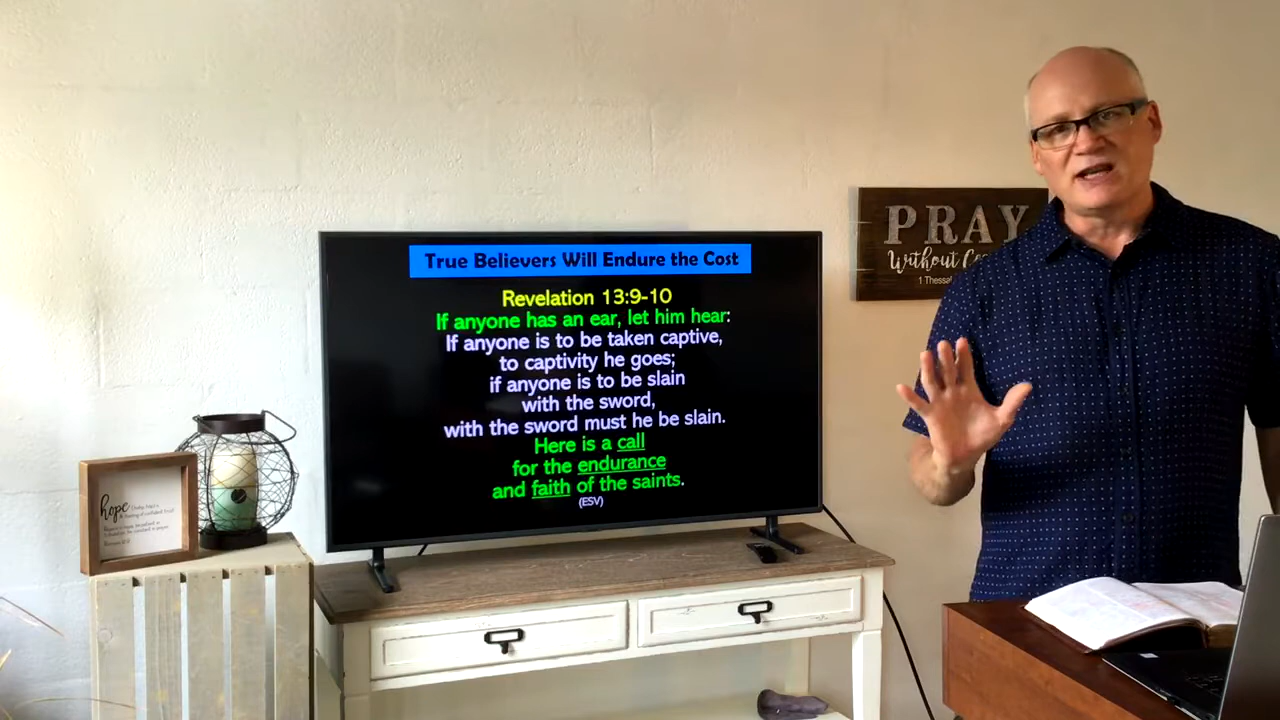 True Believers Will Endure the Cost
Revelation 13:9-10
If anyone has an ear, let him hear:
If anyone is to be taken captive,
to captivity he goes;
if anyone is to be slain
with the sword,
with the sword must he be slain.
Here is a call
for the endurance
and faith of the saints.
(ESV)
PRAY
Without
1
hope